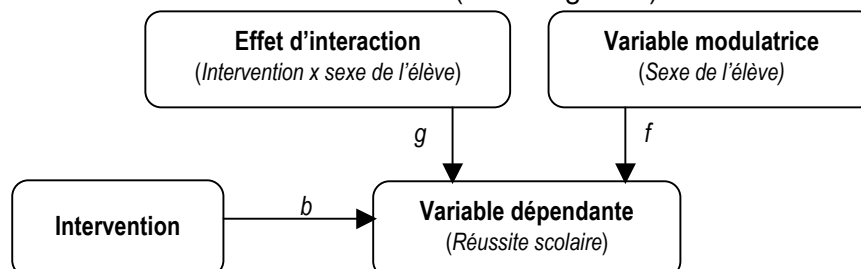 Effet d'interaction
(Intervention x sexe de l'élève)
Variable modulatrice
(Sexe de l'élève)
g
f
Intervention
b
Variable dépendante
(Réussite scolaire)